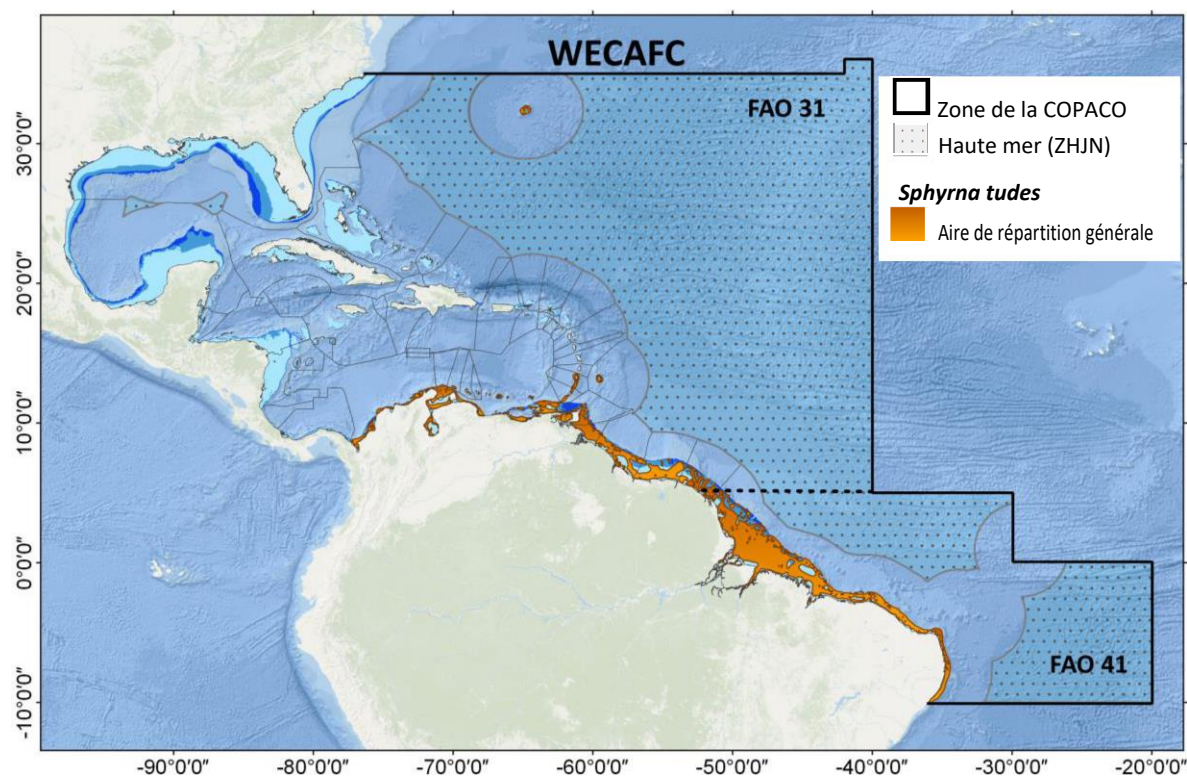 WECAFC
FAO 31
Zone de la COPACO
Haute mer (ZHJN)
Sphyrna tudes
Aire de répartition générale
FAO 41
30°0'0"
20°0'0"
10°0'0"
0°0'0"
-10°0'0"
-90°0'0"
-80°0'0"
-70°0'0"
-60°0'0"
-50°0'0"
-40°0'0"
-30°0'0"
-20°0'0"